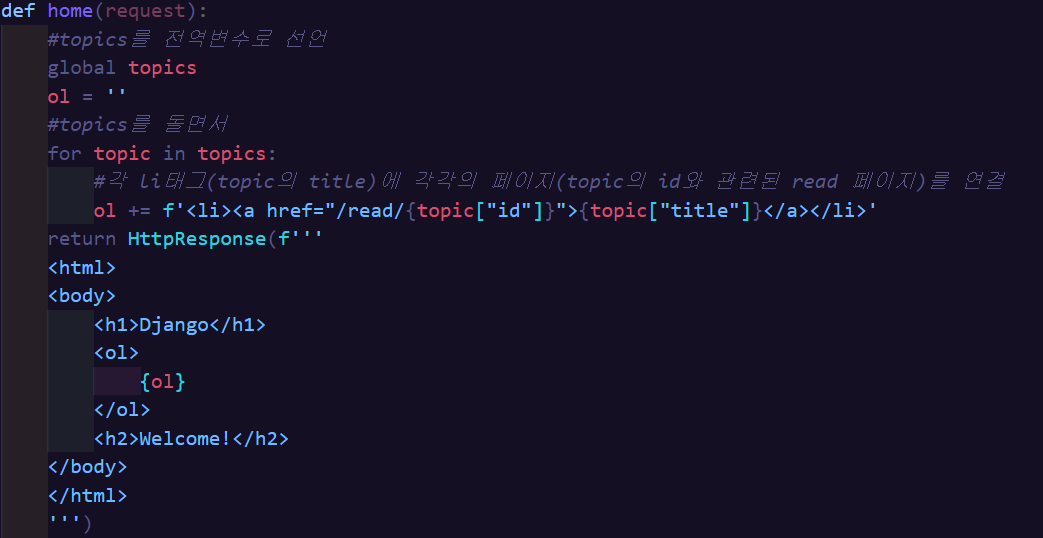 def home(request):
#topics를 전역변수로 선언
global topics
ol = ''
#topics를 돌면서
for topic in topics:
#각 li태그(topic의 title)에 각각의 페이지(topic의 id와 관련된 read 페이지)를 연결
ol += f'<li><a href="/read/{topic["id"]}">{topic["title"]}</a></li>'
return HttpResponse(f'''
<html>
<body>
<h1>Django</h1>
<ol>
{ol}
</ol>
<h2>Welcome!</h2>
</body>
</html>
''')